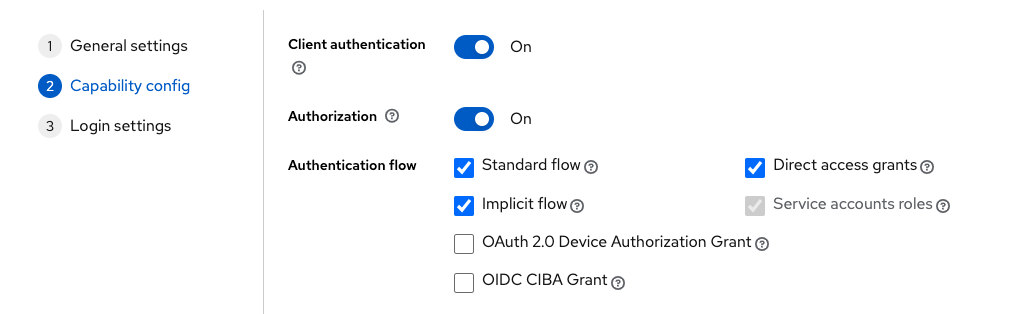 1 General settings
2 Capability config
3 Login settings
Client authentication
On
Authorization
On
Authentication flow
Standard flow
Direct access grants
Implicit flow
Service accounts roles
OAuth 2.0 Device Authorization Grant
OIDC CIBA Grant